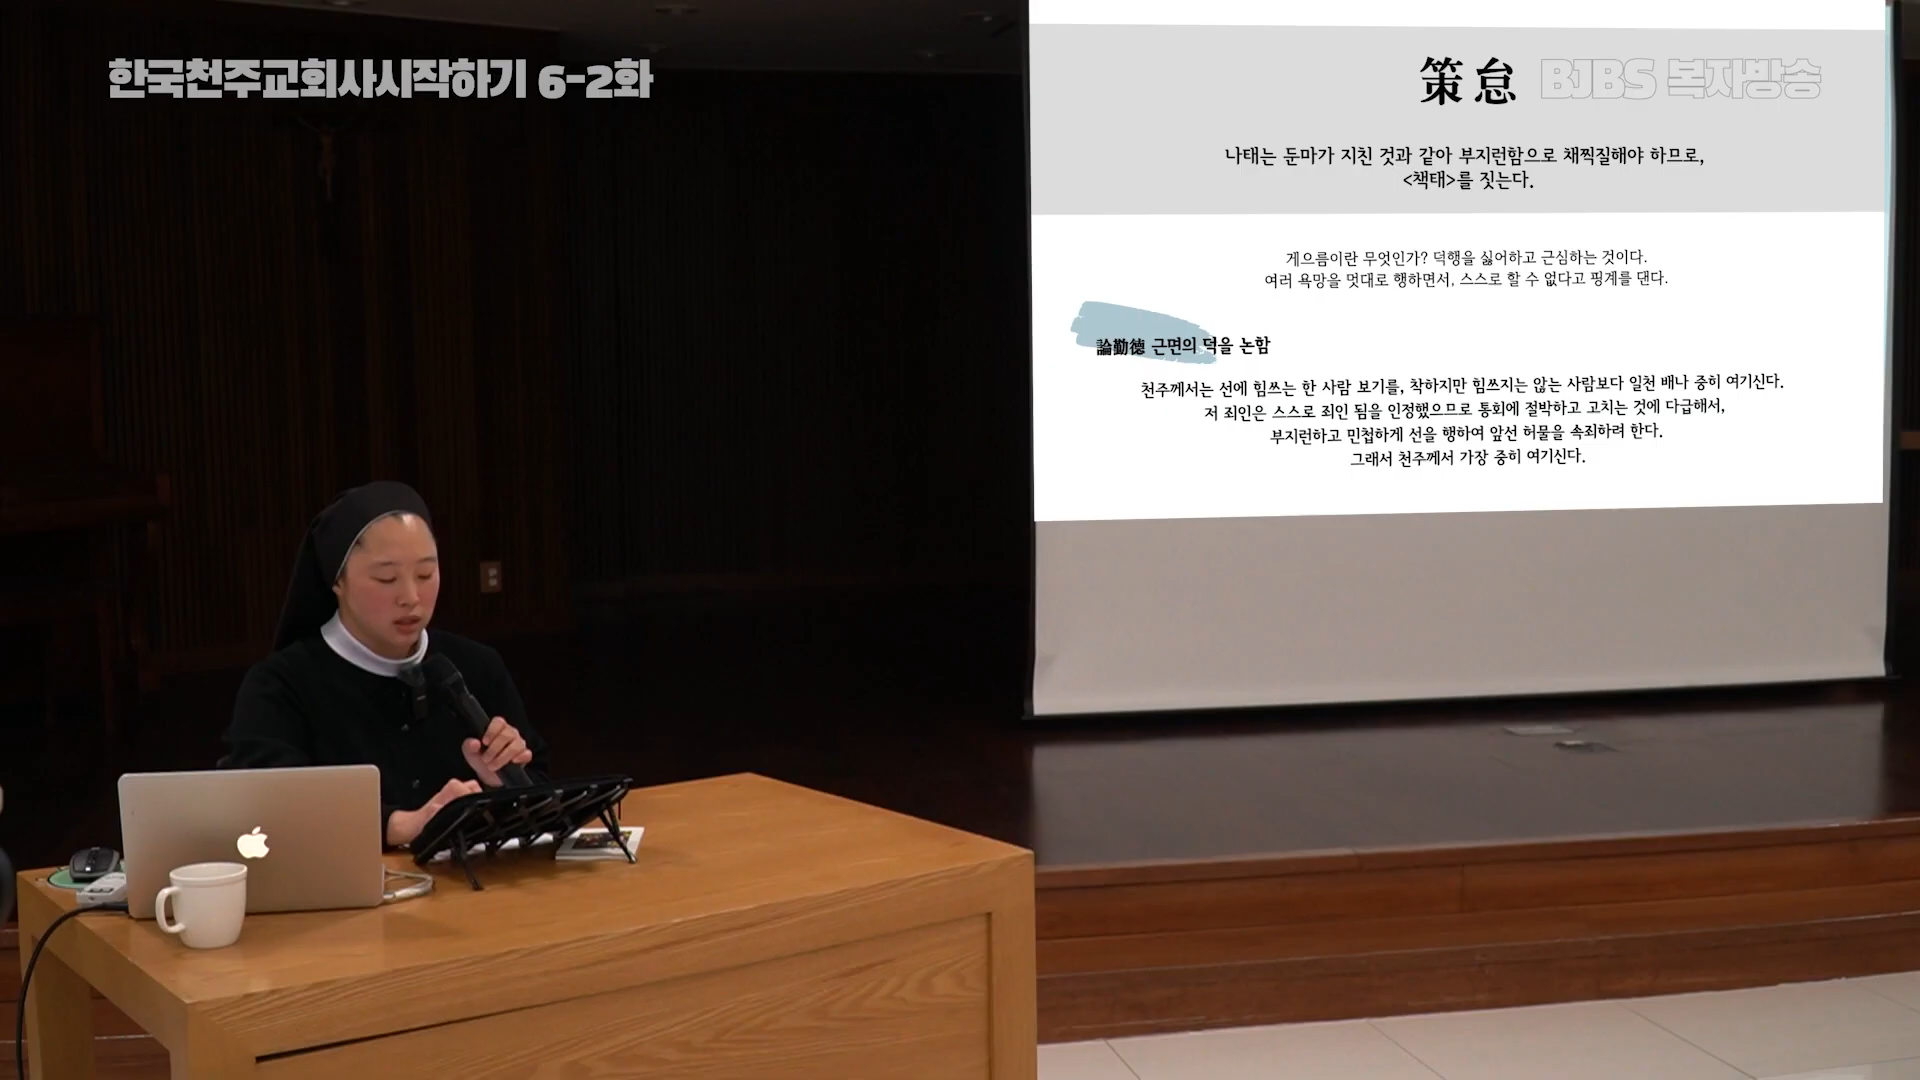 한국천주교회사시작하기 6-2화
策怠
BJBS 복자방송
나태는 둔마가 지친 것과 같아 부지런함으로 채찍질해야 하므로,
<책태>를 짓는다.
게으름이란 무엇인가? 덕행을 싫어하고 근심하는 것이다.
여러 욕망을 멋대로 행하면서, 스스로 할 수 없다고 핑계를 댄다.
論勤德 근면의 덕을 논함
천주께서는 선에 힘쓰는 한 사람 보기를, 착하지만 힘쓰지는 않는 사람보다 일천 배나 중히 여기신다.
저 죄인은 스스로 죄인 됨을 인정했으므로 통회에 절박하고 고치는 것에 다급해서,
부지런하고 민첩하게 선을 행하여 앞선 허물을 속죄하려 한다.
그래서 천주께서 가장 중히 여기신다.